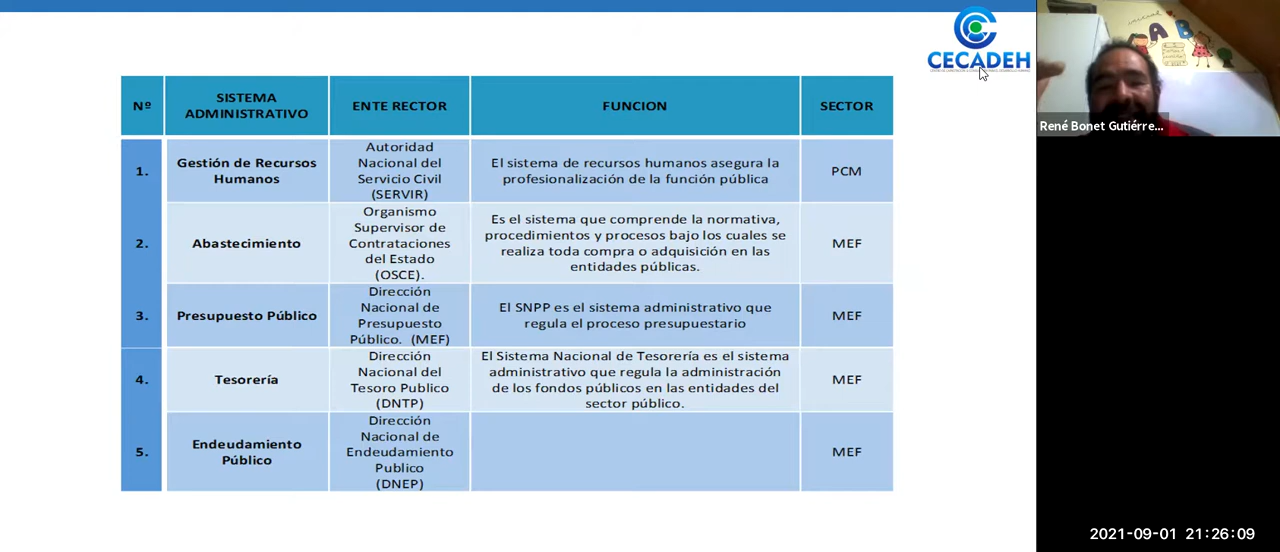 CECADEH
Nº
SISTEMA
ADMINISTRATIVO
ENTE RECTOR
FUNCION
SECTOR
1.
Gestión de Recursos
Humanos
Autoridad
Nacional del
Servicio Civil
(SERVIR)
El sistema de recursos humanos asegura la
profesionalización de la función pública
PCM
2.
Abastecimiento
Organismo
Supervisor de
Contrataciones
del Estado
(OSCE).
Es el sistema que comprende la normativa,
procedimientos y procesos bajo los cuales se
realiza toda compra o adquisición en las
entidades públicas.
MEF
3.
Presupuesto Público
Dirección
Nacional de
Presupuesto
Público. (MEF)
El SNPP es el sistema administrativo que
regula el proceso presupuestario
MEF
4.
Tesorería
Dirección
Nacional del
Tesoro Publico
(DNTP)
El Sistema Nacional de Tesorería es el sistema
administrativo que regula la administración
de los fondos públicos en las entidades del
sector público.
MEF
5.
Endeudamiento
Público
Dirección
Nacional de
Endeudamiento
Publico
(DNEP)
MEF
A B
René Bonet Gutiérre...
2021-09-01 21:26:09